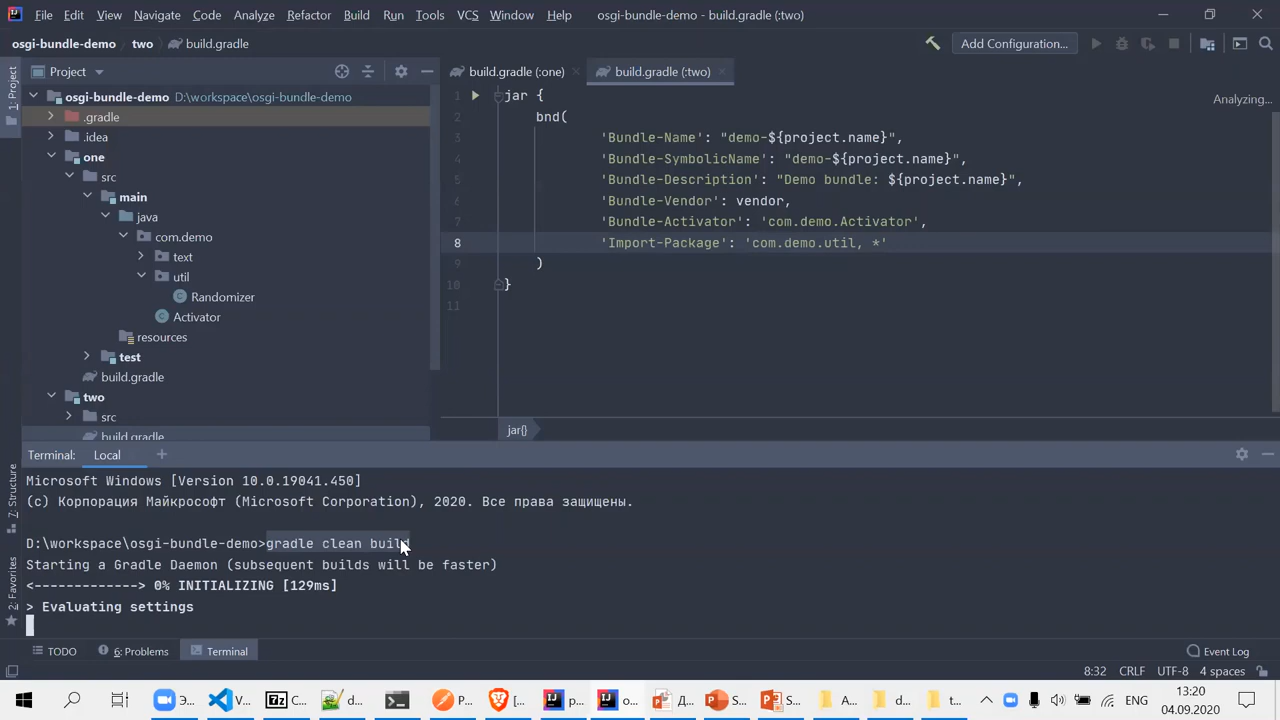 File Edit View Navigate Code Analyze Refactor Build Run Tools VCS Window Help osgi-bundle-demo - build.gradle (:two)
osgi-bundle-demo two build.gradle Add Configuration...
1: Project
Project
build.gradle (:one)
build.gradle (:two)
osgi-bundle-demo D:\workspace\osgi-bundle-demo
.gradle
.idea
one
src
main
java
com.demo
text
util
Randomizer
Activator
resources
test
build.gradle
two
src
build.gradle
Analyzing...
1 jar {
2 bnd(
3 'Bundle-Name': "demo-${project.name}",
4 'Bundle-SymbolicName': "demo-${project.name}",
5 'Bundle-Description': "Demo bundle: ${project.name}",
6 'Bundle-Vendor': vendor,
7 'Bundle-Activator': 'com.demo.Activator',
8 'Import-Package': 'com.demo.util, *'
9 )
10 }
11
jar{}
Terminal: Local
7: Structure
2: Favorites
Microsoft Windows [Version 10.0.19041.450]
(c) Корпорация Майкрософт (Microsoft Corporation), 2020. Все права защищены.
D:\workspace\osgi-bundle-demo>gradle clean build
Starting a Gradle Daemon (subsequent builds will be faster)
<-------------> 0% INITIALIZING [129ms]
> Evaluating settings
TODO 6: Problems Terminal Event Log
8:32 CRLF UTF-8 4 spaces
Э... V... C... d... P... [... p... o... Д... S... S... A... d... t... ENG
13:20
04.09.2020